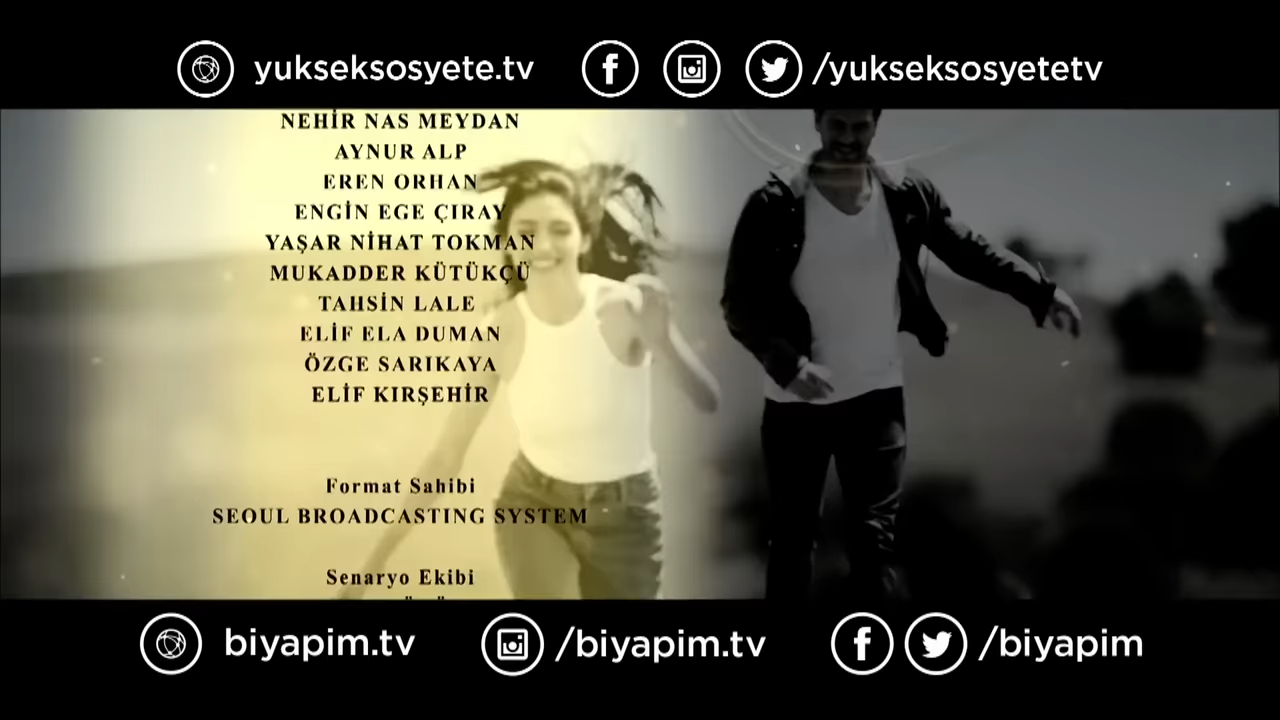 yukseksosyete.tv /yukseksosyetetv
NEHİR NAS MEYDAN
AYNUR ALP
EREN ORHAN
ENGİN EGE ÇIRAY
YAŞAR NİHAT TOKMAN
MUKADDER KÜTÜKÇÜ
TAHSİN LALE
ELİF ELA DUMAN
ÖZGE SARIKAYA
ELİF KIRŞEHİR
Format Sahibi
SEOUL BROADCASTING SYSTEM
Senaryo Ekibi
biyapim.tv /biyapim.tv /biyapim